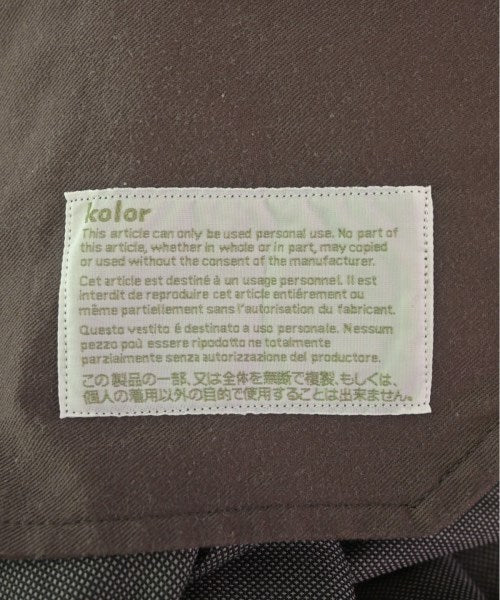 kolor
This article can only be used personal use. No part of
this article, whether in whole or in part, may copied
or used without the consent of the manufacturer.
Cet article est destiné à un usage personnel. Il est
interdit de reproduire cet article entiérement ou
même partiellement sans l'autorisation du fabricant.
Questo vestito é destinato a uso personale. Nessum
pezzo puó essere ripodotto ne totalmente
parzialmente senza autorizzazione del productore.
この製品の一部、又は全体を無断で複製、もしくは、
個人の着用以外の目的で使用することは出来ません。